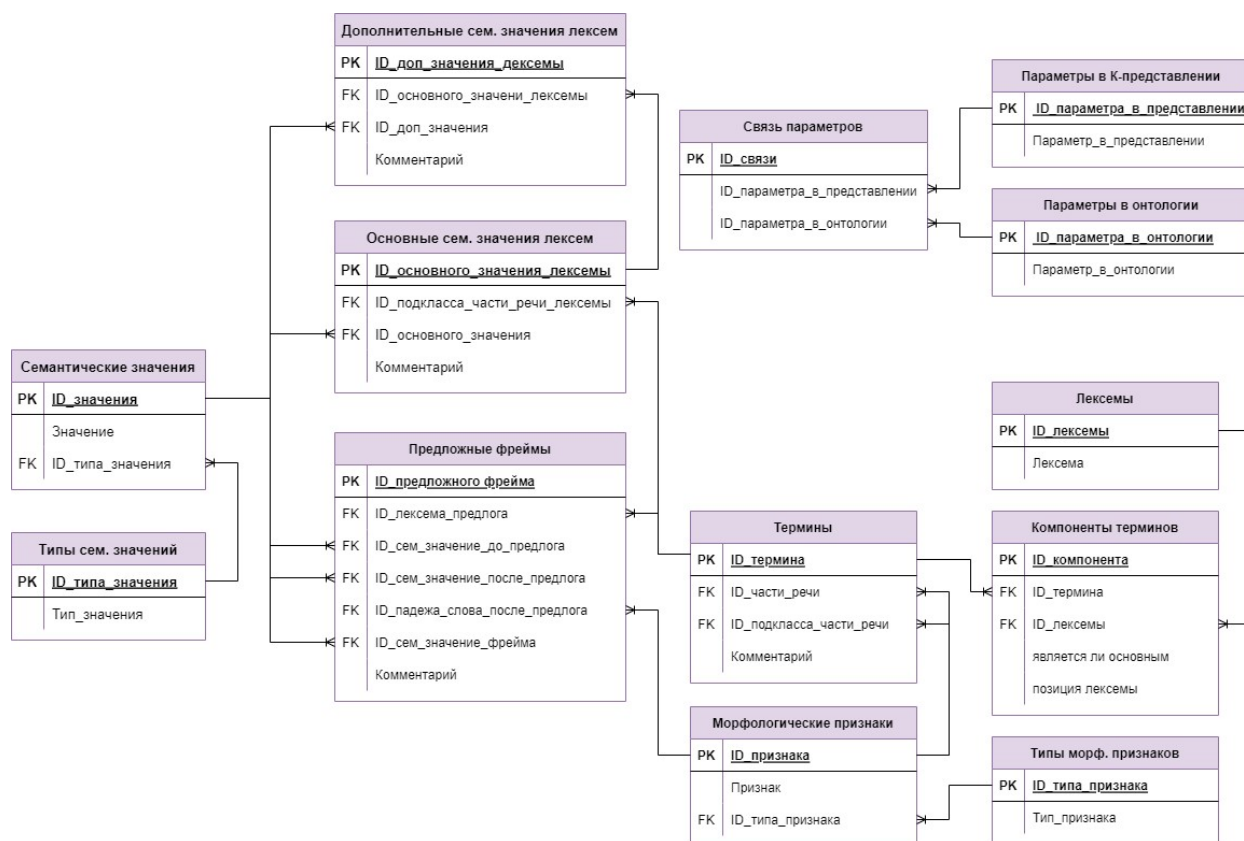 Дополнительные сем. значения лексем
PK ID_доп_значения_дексемы
FK ID_основного_значени_лексемы
FK ID_доп_значения
Комментарий
Основные сем. значения лексем
PK ID_основного_значения_лексемы
FK ID_подкласса_части_речи_лексемы
FK ID_основного_значения
Комментарий
Семантические значения
PK ID_значения
Значение
FK ID_типа_значения
Типы сем. значений
PK ID_типа_значения
Тип_значения
Предложные фреймы
PK ID_предложного фрейма
FK ID_лексема_предлога
FK ID_сем_значение_до_предлога
FK ID_сем_значение_после_предлога
FK ID_падежа_слова_после_предлога
FK ID_сем_значение_фрейма
Комментарий
Связь параметров
PK ID_связи
ID_параметра_в_представлении
ID_параметра_в_онтологии
Параметры в К-представлении
PK ID_параметра_в_представлении
Параметр_в_представлении
Параметры в онтологии
PK ID_параметра_в_онтологии
Параметр_в_онтологии
Лексемы
PK ID_лексемы
Лексема
Термины
PK ID_термина
FK ID_части_речи
FK ID_подкласса_части_речи
Комментарий
Компоненты терминов
PK ID_компонента
FK ID_термина
FK ID_лексемы
является ли основным
позиция лексемы
Морфологические признаки
PK ID_признака
Признак
FK ID_типа_признака
Типы морф. признаков
PK ID_типа_признака
Тип_признака